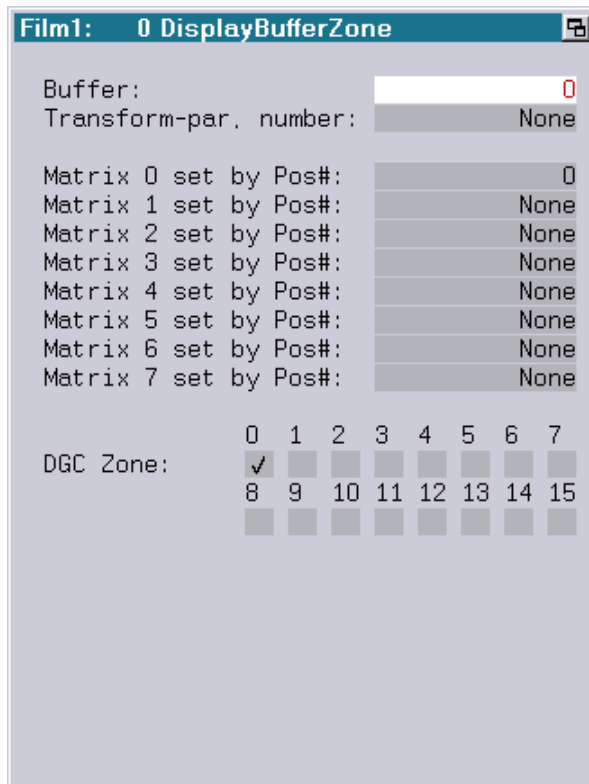 Film1: 0 DisplayBufferZone
Buffer: 0
Transform-par. number: None
Matrix 0 set by Pos#: 0
Matrix 1 set by Pos#: None
Matrix 2 set by Pos#: None
Matrix 3 set by Pos#: None
Matrix 4 set by Pos#: None
Matrix 5 set by Pos#: None
Matrix 6 set by Pos#: None
Matrix 7 set by Pos#: None
0 1 2 3 4 5 6 7
DGC Zone: ✓
8 9 10 11 12 13 14 15